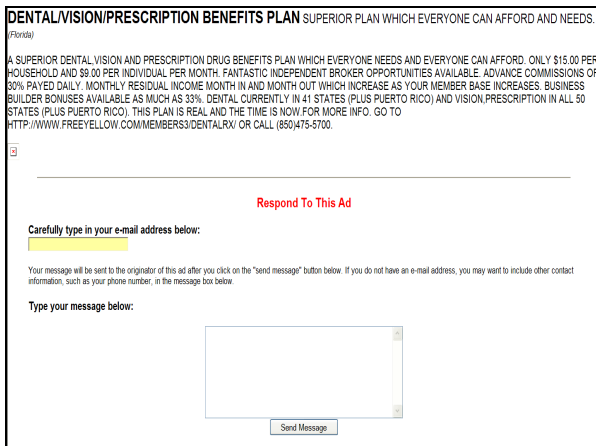 DENTAL/VISION/PRESCRIPTION BENEFITS PLAN SUPERIOR PLAN WHICH EVERYONE CAN AFFORD AND NEEDS.
(Florida)
A SUPERIOR DENTAL,VISION AND PRESCRIPTION DRUG BENEFITS PLAN WHICH EVERYONE NEEDS AND EVERYONE CAN AFFORD. ONLY $15.00 PER
HOUSEHOLD AND $9.00 PER INDIVIDUAL PER MONTH. FANTASTIC INDEPENDENT BROKER OPPORTUNITIES AVAILABLE. ADVANCE COMMISSIONS OF
30% PAYED DAILY. MONTHLY RESIDUAL INCOME MONTH IN AND MONTH OUT WHICH INCREASE AS YOUR MEMBER BASE INCREASES. BUSINESS
BUILDER BONUSES AVAILABLE AS MUCH AS 33%. DENTAL CURRENTLY IN 41 STATES (PLUS PUERTO RICO) AND VISION,PRESCRIPTION IN ALL 50
STATES (PLUS PUERTO RICO). THIS PLAN IS REAL AND THE TIME IS NOW.FOR MORE INFO. GO TO
HTTP://WWW.FREEYELLOW.COM/MEMBERS3/DENTALRX/ OR CALL (850)475-5700.
Respond To This Ad
Carefully type in your e-mail address below:
Your message will be sent to the originator of this ad after you click on the "send message" button below. If you do not have an e-mail address, you may want to include other contact
information, such as your phone number, in the message box below.
Type your message below:
Send Message